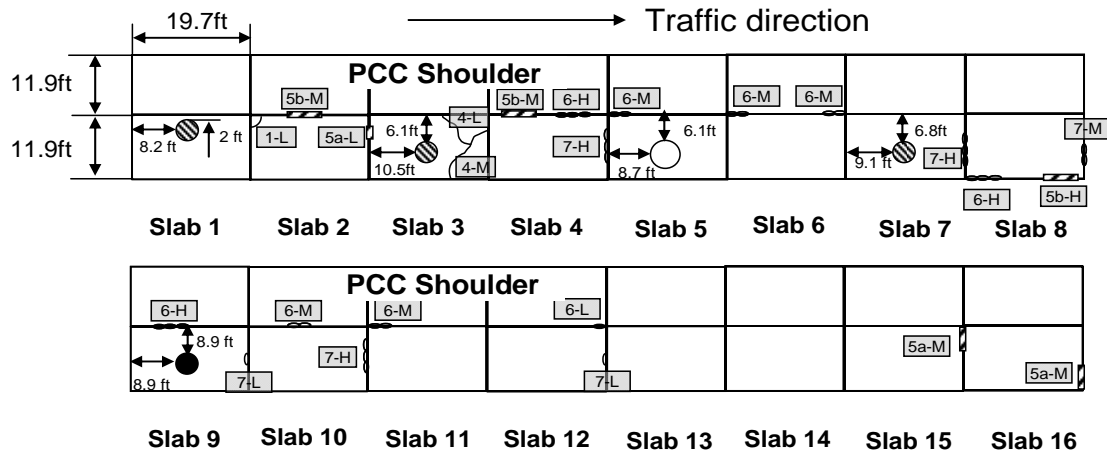 19.7ft
Traffic direction
11.9ft
PCC Shoulder
5b-M
4-L
5b-M
6-H
6-M
6-M
6-M
7-M
11.9ft
8.2 ft
2 ft
1-L
5a-L
6.1ft
10.5ft
4-M
7-H
6.1ft
8.7 ft
6.8ft
9.1 ft
7-H
6-H
5b-H
Slab 1
Slab 2
Slab 3
Slab 4
Slab 5
Slab 6
Slab 7
Slab 8
PCC Shoulder
6-H
6-M
6-M
6-L
8.9 ft
8.9 ft
7-L
7-H
7-L
5a-M
5a-M
Slab 9
Slab 10
Slab 11
Slab 12
Slab 13
Slab 14
Slab 15
Slab 16